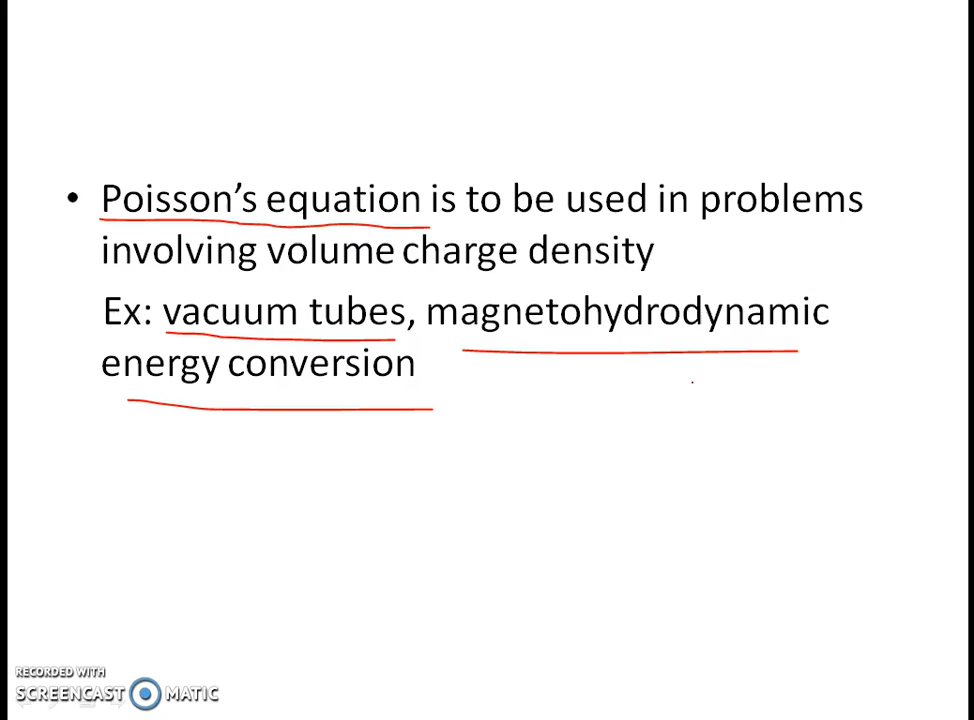 • Poisson's equation is to be used in problems
involving volume charge density
Ex: vacuum tubes, magnetohydrodynamic
energy conversion
RECORDED WITH
SCREENCAST MATIC